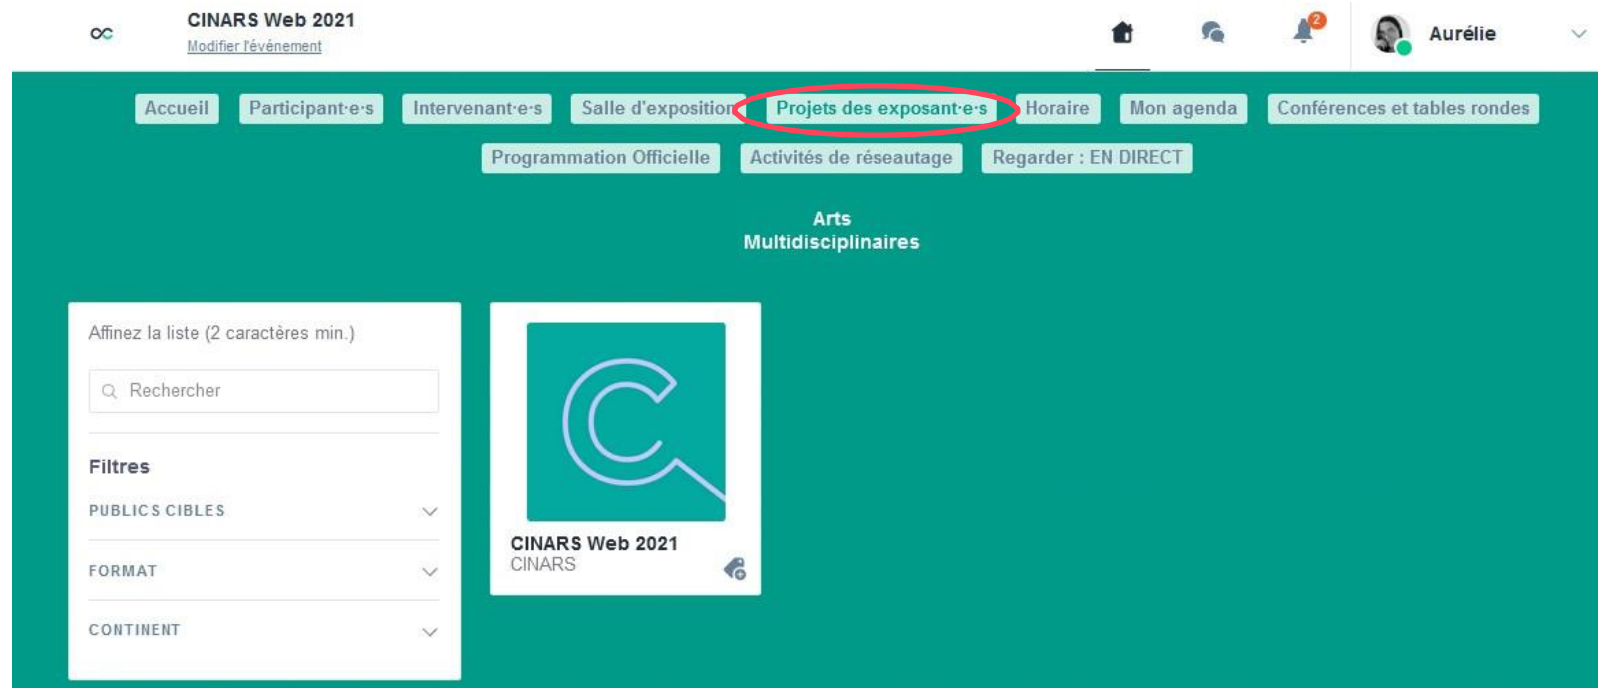 CINARS Web 2021
Modifier l'événement
2
Aurélie
Accueil Participant·e·s Intervenant·e·s Salle d'exposition Projets des exposant·e·s Horaire Mon agenda Conférences et tables rondes
Programmation Officielle Activités de réseautage Regarder : EN DIRECT
Arts
Multidisciplinaires
Affinez la liste (2 caractères min.)
Rechercher
Filtres
PUBLICS CIBLES
FORMAT
CONTINENT
CINARS Web 2021
CINARS